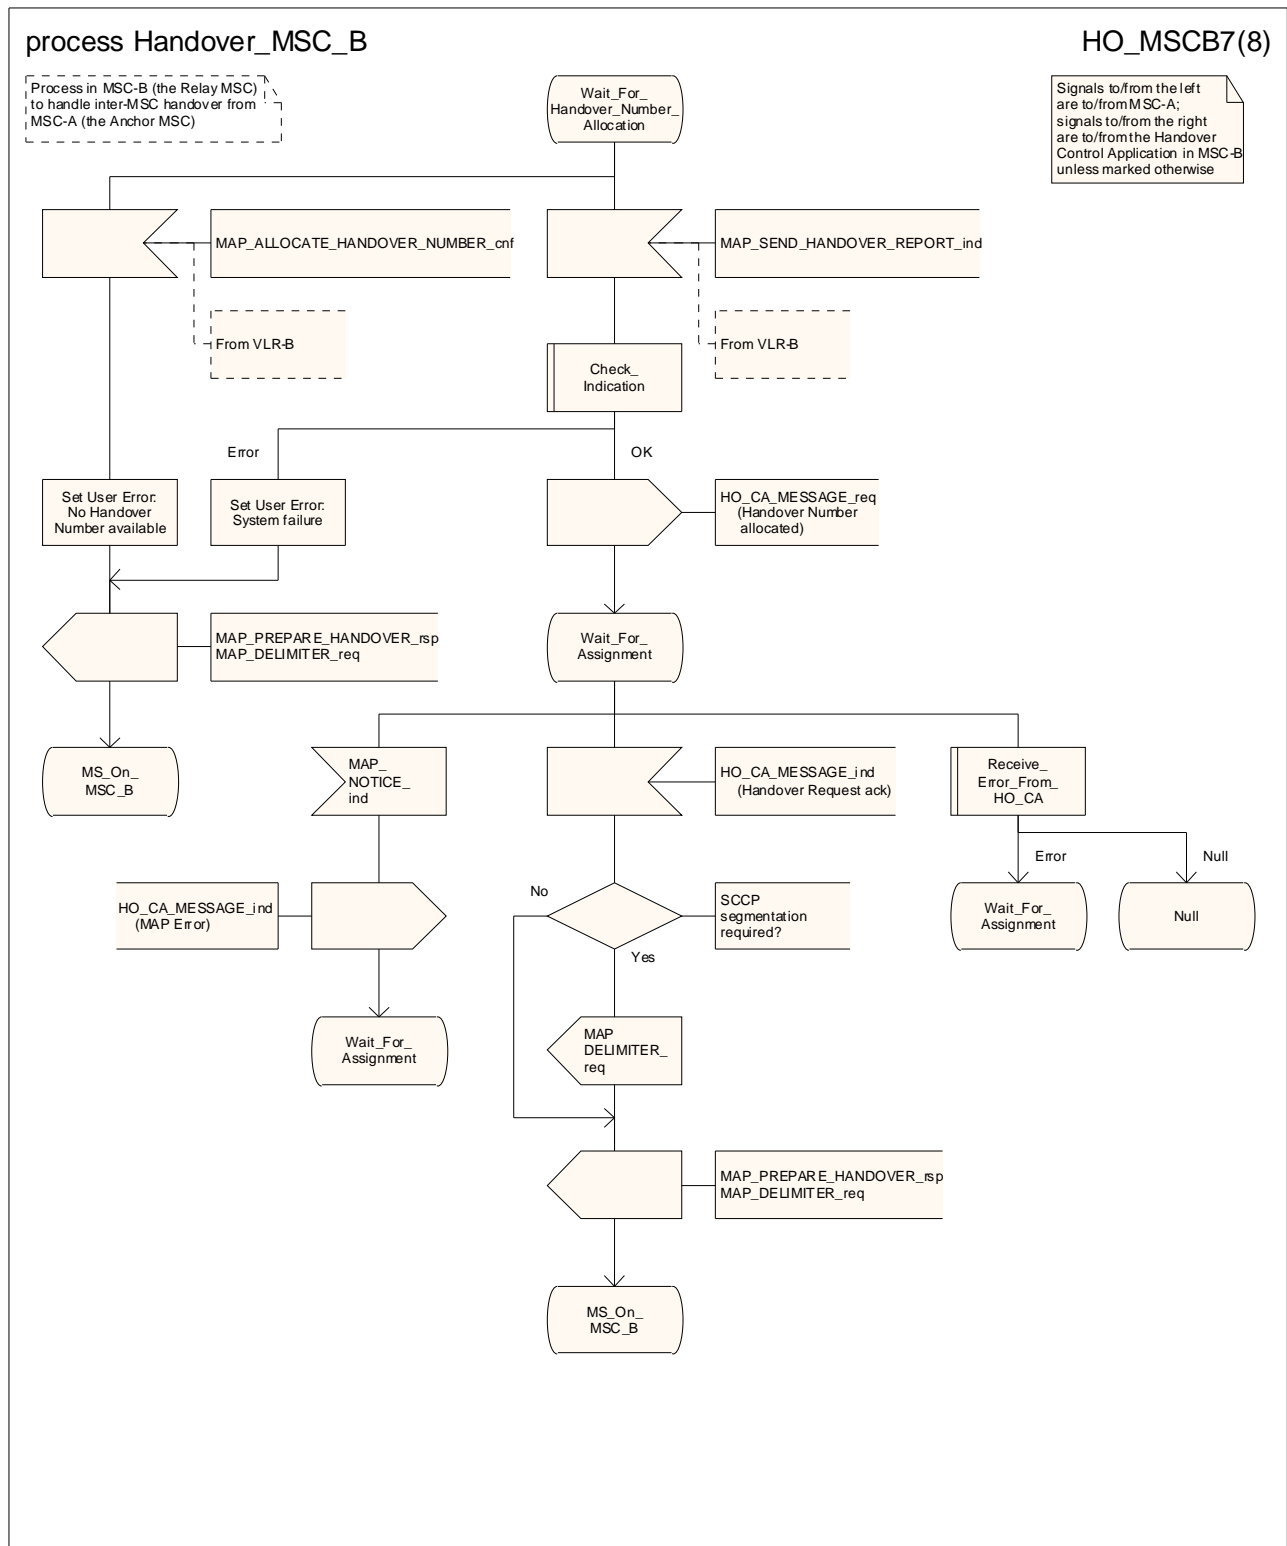 process Handover_MSC_B
HO_MSCB7(8)
Process in MSC-B (the Relay MSC)
to handle inter-MSC handover from
MSC-A (the Anchor MSC)
Wait_For_
Handover_Number_
Allocation
Signals to/from the left
are to/from MSC-A;
signals to/from the right
are to/from the Handover
Control Application in MSC-B
unless marked otherwise
MAP_ALLOCATE_HANDOVER_NUMBER_cnf
MAP_SEND_HANDOVER_REPORT_ind
From VLR-B
From VLR-B
Check_
Indication
Error
OK
Set User Error:
No Handover
Number available
Set User Error:
System failure
HO_CA_MESSAGE_req
(Handover Number
allocated)
MAP_PREPARE_HANDOVER_rsp
MAP_DELIMITER_req
Wait_For_
Assignment
MS_On_
MSC_B
MAP_
NOTICE_
ind
HO_CA_MESSAGE_ind
(Handover Request ack)
Receive_
Error_From_
HO_CA
Error
Null
HO_CA_MESSAGE_ind
(MAP Error)
No
SCCP
segmentation
required?
Yes
Wait_For_
Assignment
Null
Wait_For_
Assignment
MAP
DELIMITER_
req
MAP_PREPARE_HANDOVER_rsp
MAP_DELIMITER_req
MS_On_
MSC_B